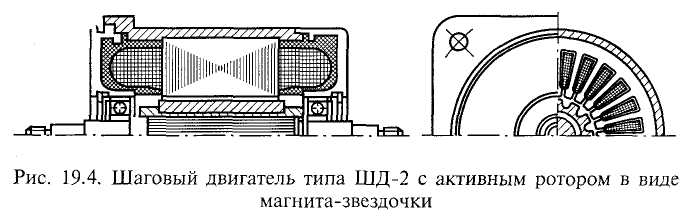 Рис. 19.4. Шаговый двигатель типа ШД-2 с активным ротором в виде
магнита-звездочки